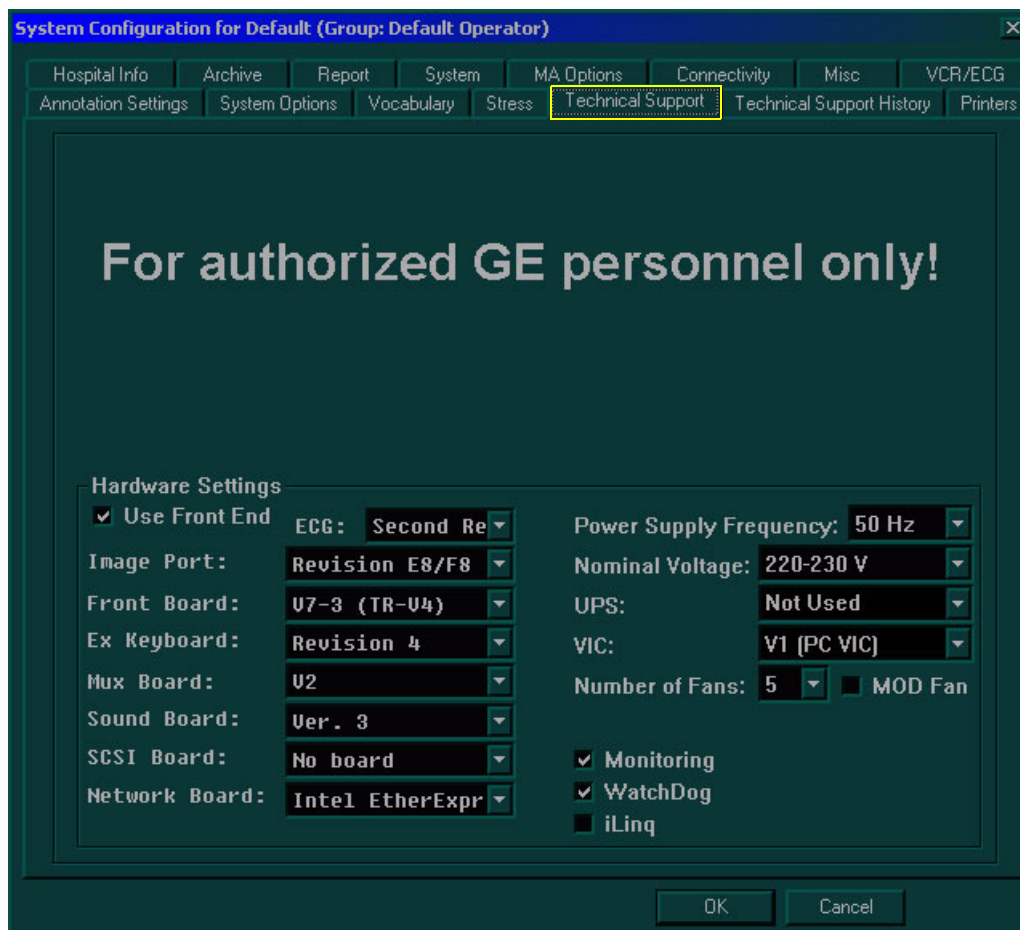 System Configuration for Default (Group: Default Operator)
Hospital Info Archive Report System MA Options Connectivity Misc VCR/ECG
Annotation Settings System Options Vocabulary Stress Technical Support Technical Support History Printers
For authorized GE personnel only!
Hardware Settings
Use Front End ECG: Second Re Power Supply Frequency: 50 Hz
Image Port: Revision E8/F8 Nominal Voltage: 220-230 V
Front Board: V7-3 (TR-V4) UPS: Not Used
Ex Keyboard: Revision 4 VIC: V1 (PC VIC)
Mux Board: V2 Number of Fans: 5 MOD Fan
Sound Board: Ver. 3
SCSI Board: No board Monitoring
Network Board: Intel EtherExpr WatchDog
iLinq
OK Cancel